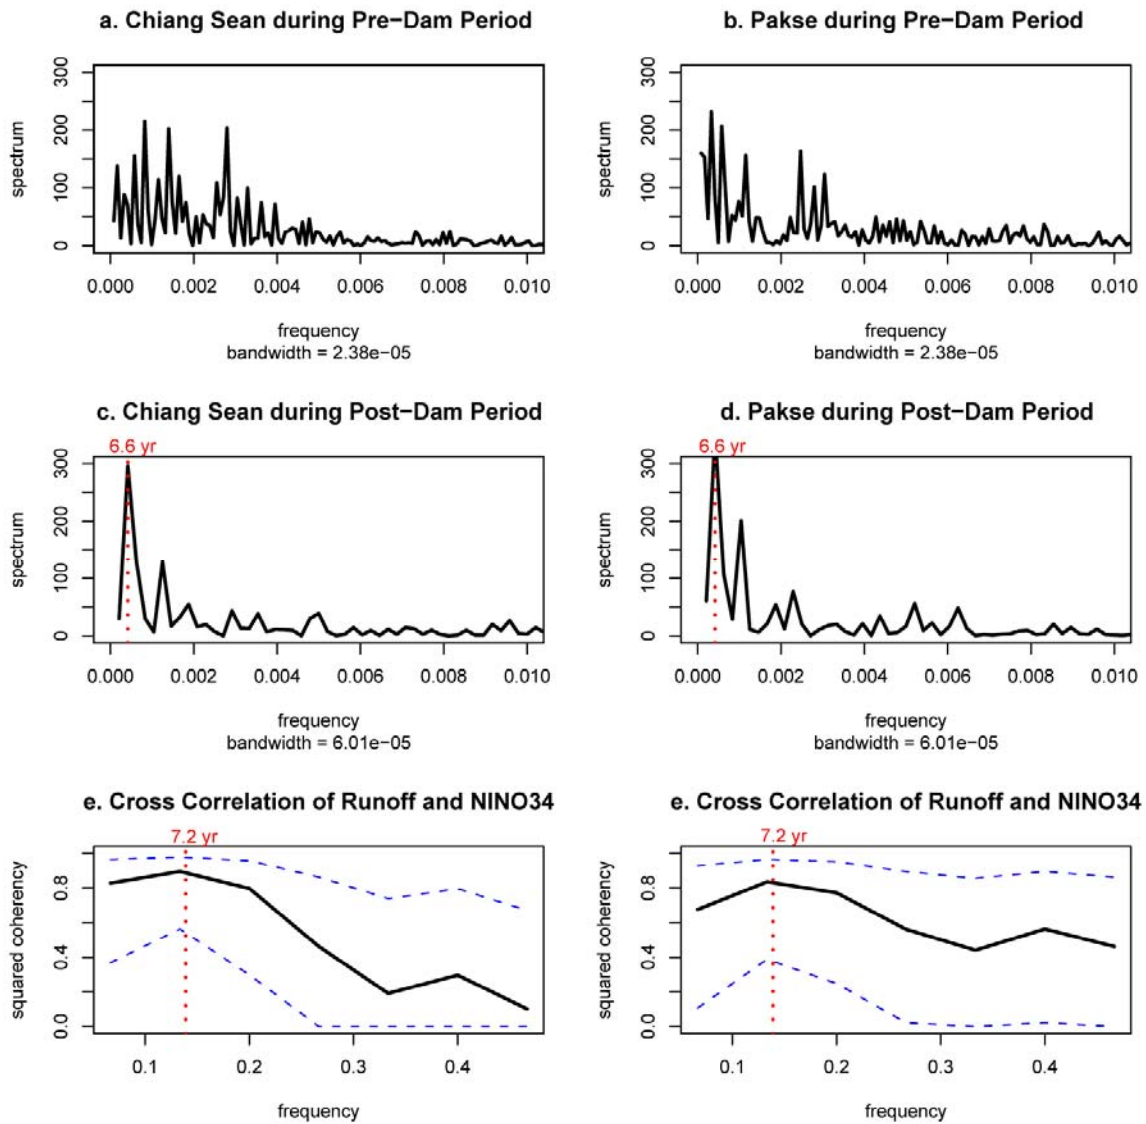 a. Chiang Sean during Pre−Dam Period
spectrum
0 100 200 300
0.000 0.002 0.004 0.006 0.008 0.010
frequency
bandwidth = 2.38e−05
b. Pakse during Pre−Dam Period
spectrum
0 100 200 300
0.000 0.002 0.004 0.006 0.008 0.010
frequency
bandwidth = 2.38e−05
c. Chiang Sean during Post−Dam Period
6.6 yr
spectrum
0 100 200 300
0.000 0.002 0.004 0.006 0.008 0.010
frequency
bandwidth = 6.01e−05
d. Pakse during Post−Dam Period
6.6 yr
spectrum
0 100 200 300
0.000 0.002 0.004 0.006 0.008 0.010
frequency
bandwidth = 6.01e−05
e. Cross Correlation of Runoff and NINO34
7.2 yr
squared coherency
0.0 0.4 0.8
0.1 0.2 0.3 0.4
frequency
e. Cross Correlation of Runoff and NINO34
7.2 yr
squared coherency
0.0 0.4 0.8
0.1 0.2 0.3 0.4
frequency